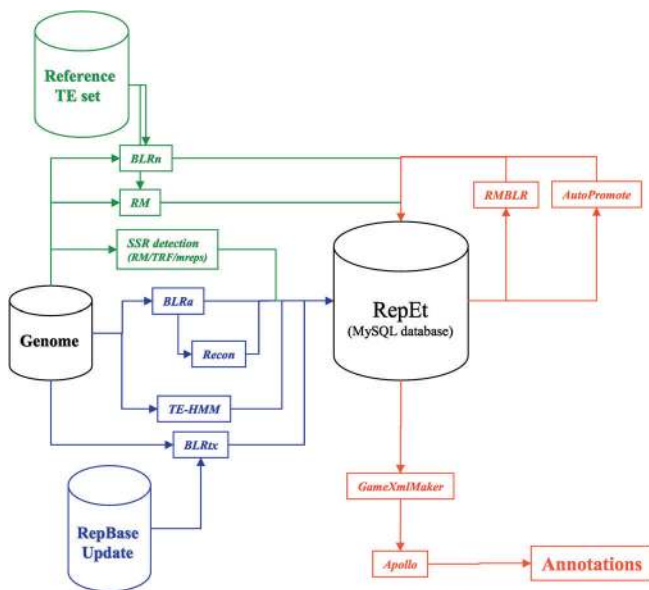 Reference
TE set
BLRn
RM
RMBLR
AutoPromote
SSR detection
(RM/TRF/mreps)
RepEt
(MySQL database)
BLRa
Genome
Recon
TE-HMM
BLRtx
GameXmlMaker
RepBase
Update
Apollo
Annotations